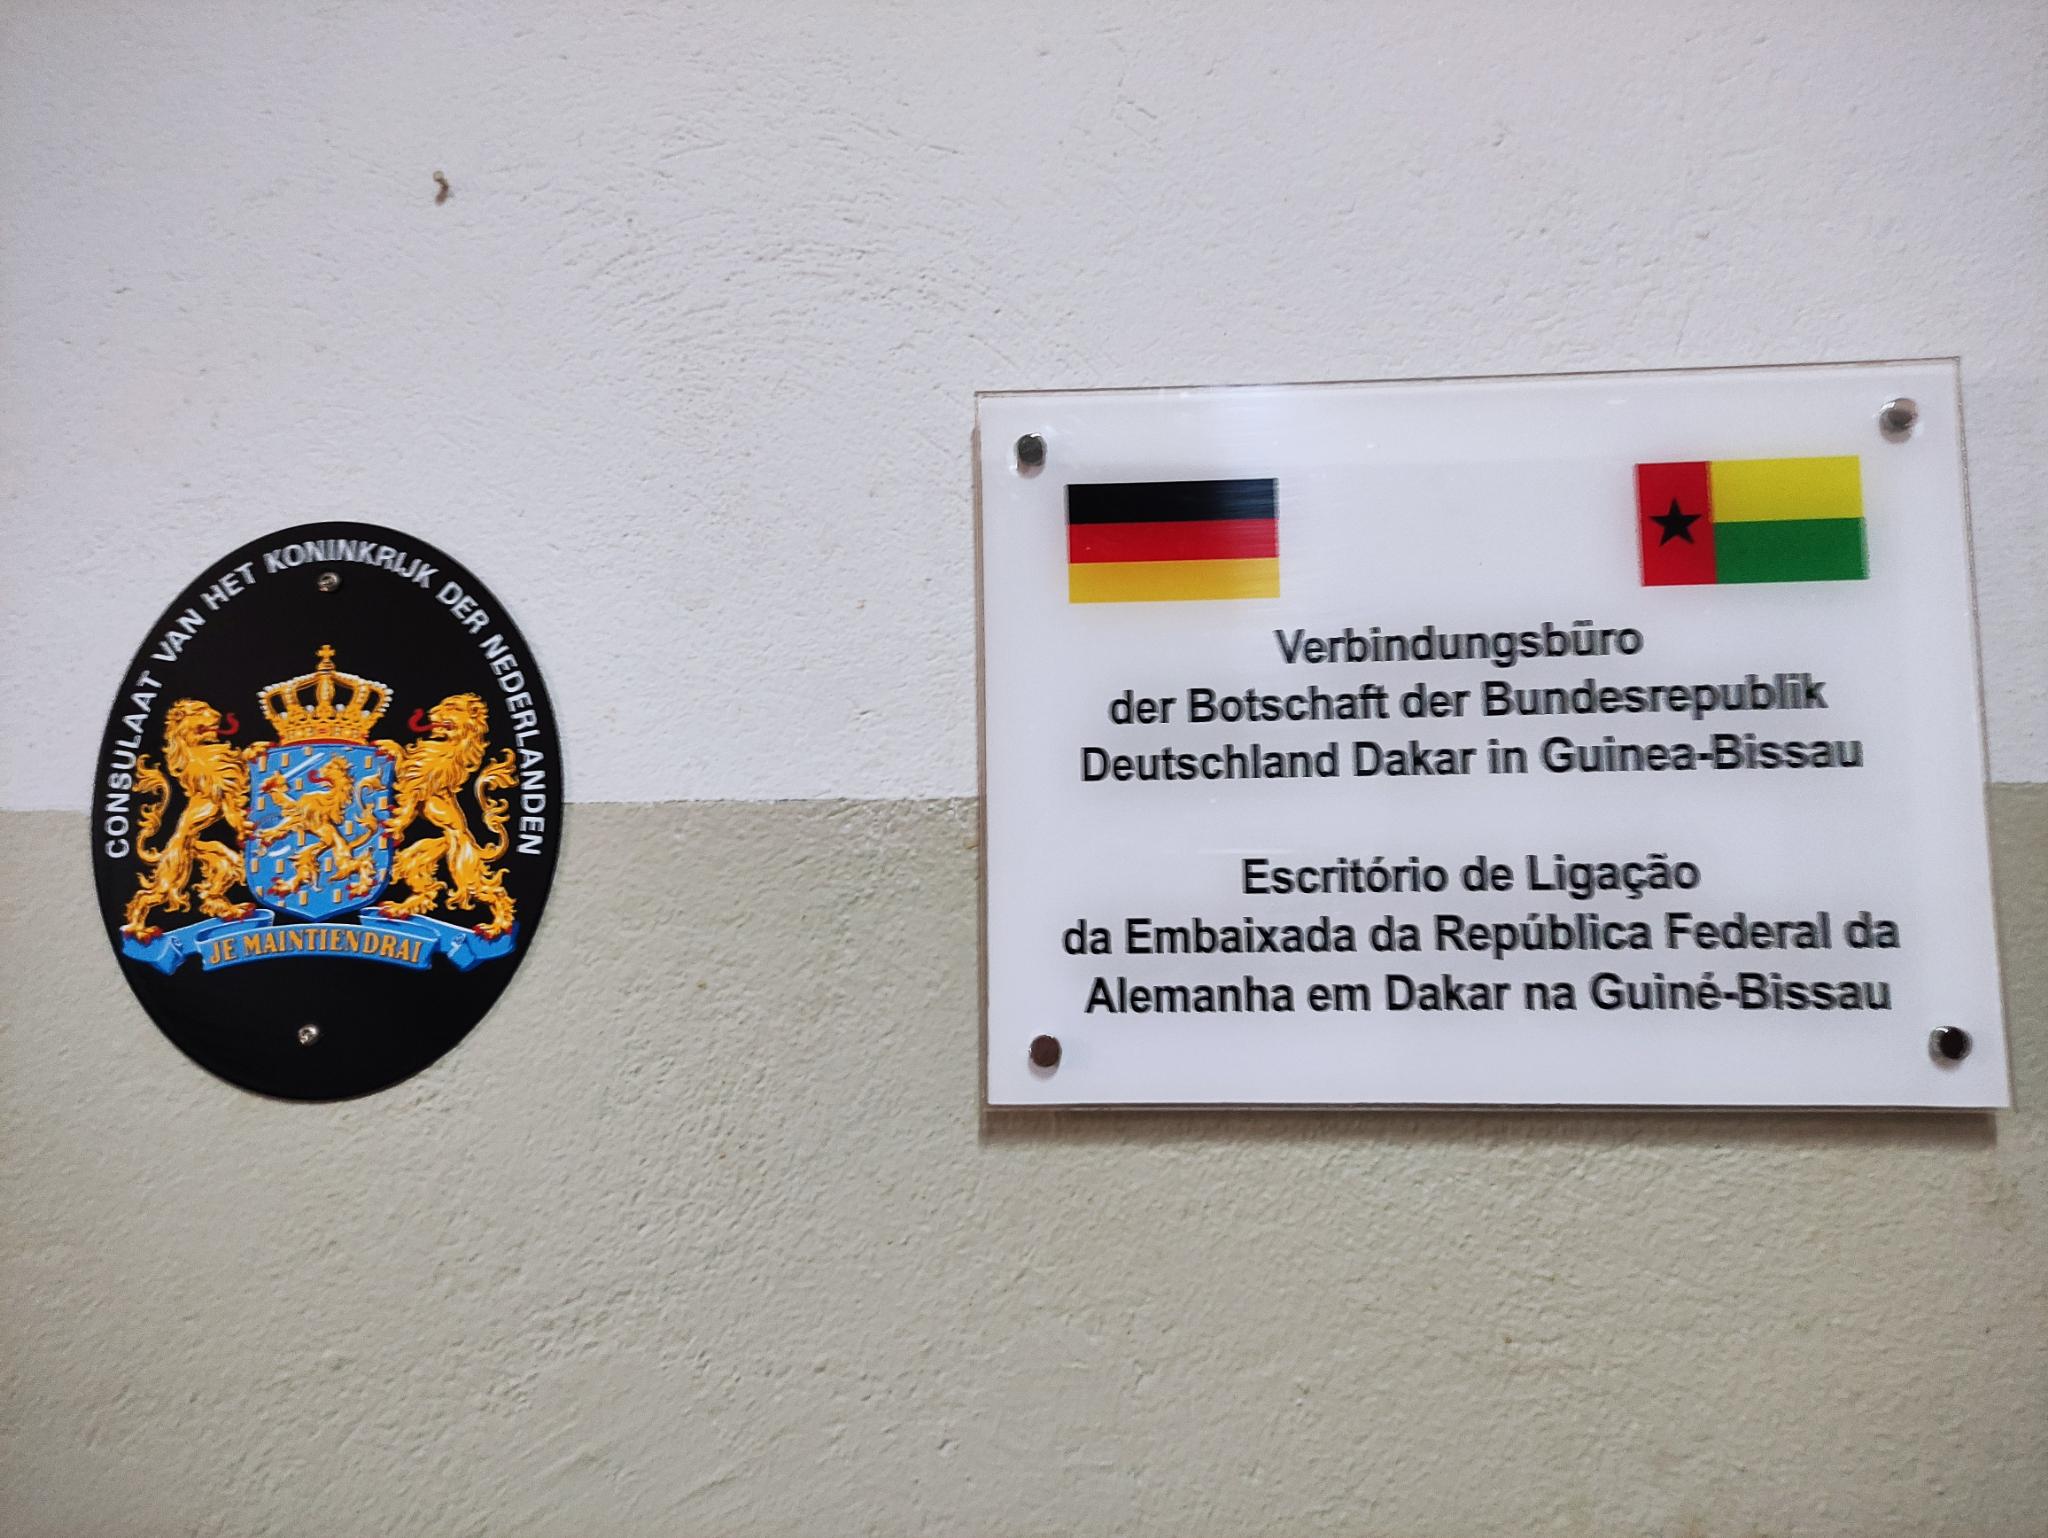 CONSULAAT VAN HET KONINKRIJK DER NEDERLANDEN
JE MAINTIENDRAI
Verbindungsbüro
der Botschaft der Bundesrepublik
Deutschland Dakar in Guinea-Bissau
Escritório de Ligação
da Embaixada da República Federal da
Alemanha em Dakar na Guiné-Bissau